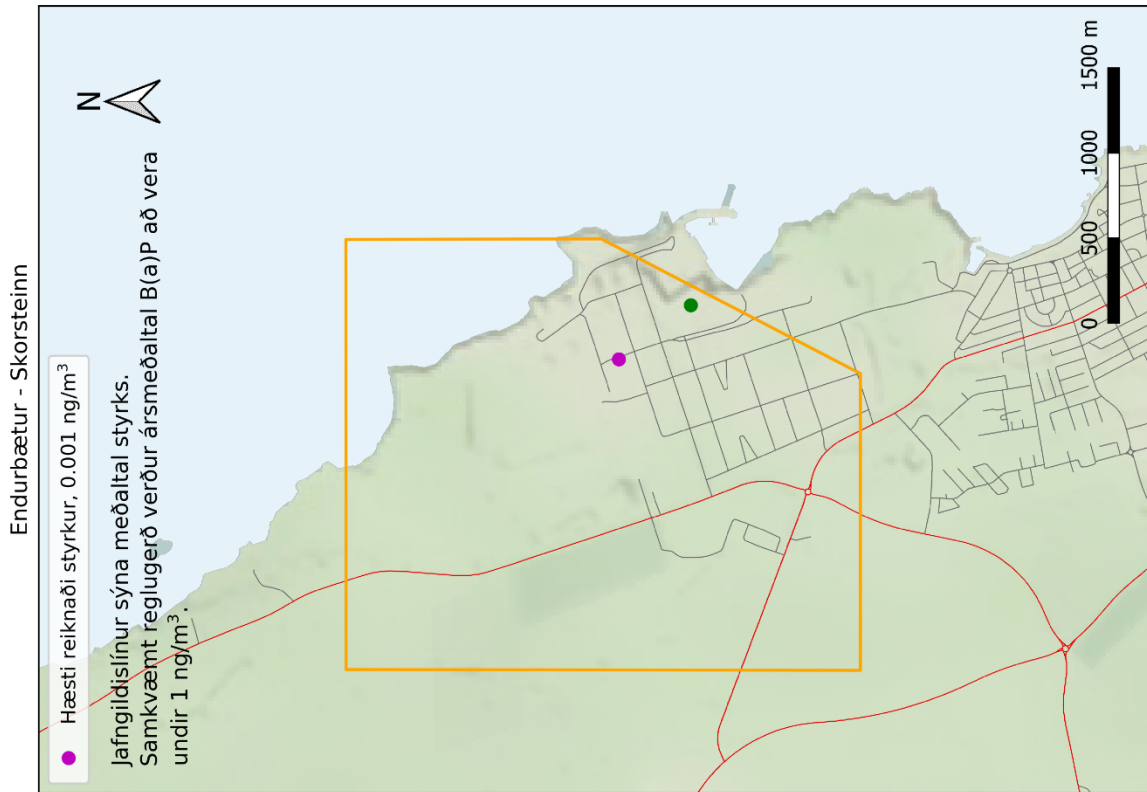 Endurbætur - Skorsteinn
Hæsti reiknaði styrkur, 0.001 ng/m³
Jafngildislínur sýna meðaltal styrks.
Samkvæmt reglugerð verður ársmeðaltal B(a)P að vera
undir 1 ng/m³.
N
0 500 1000 1500 m